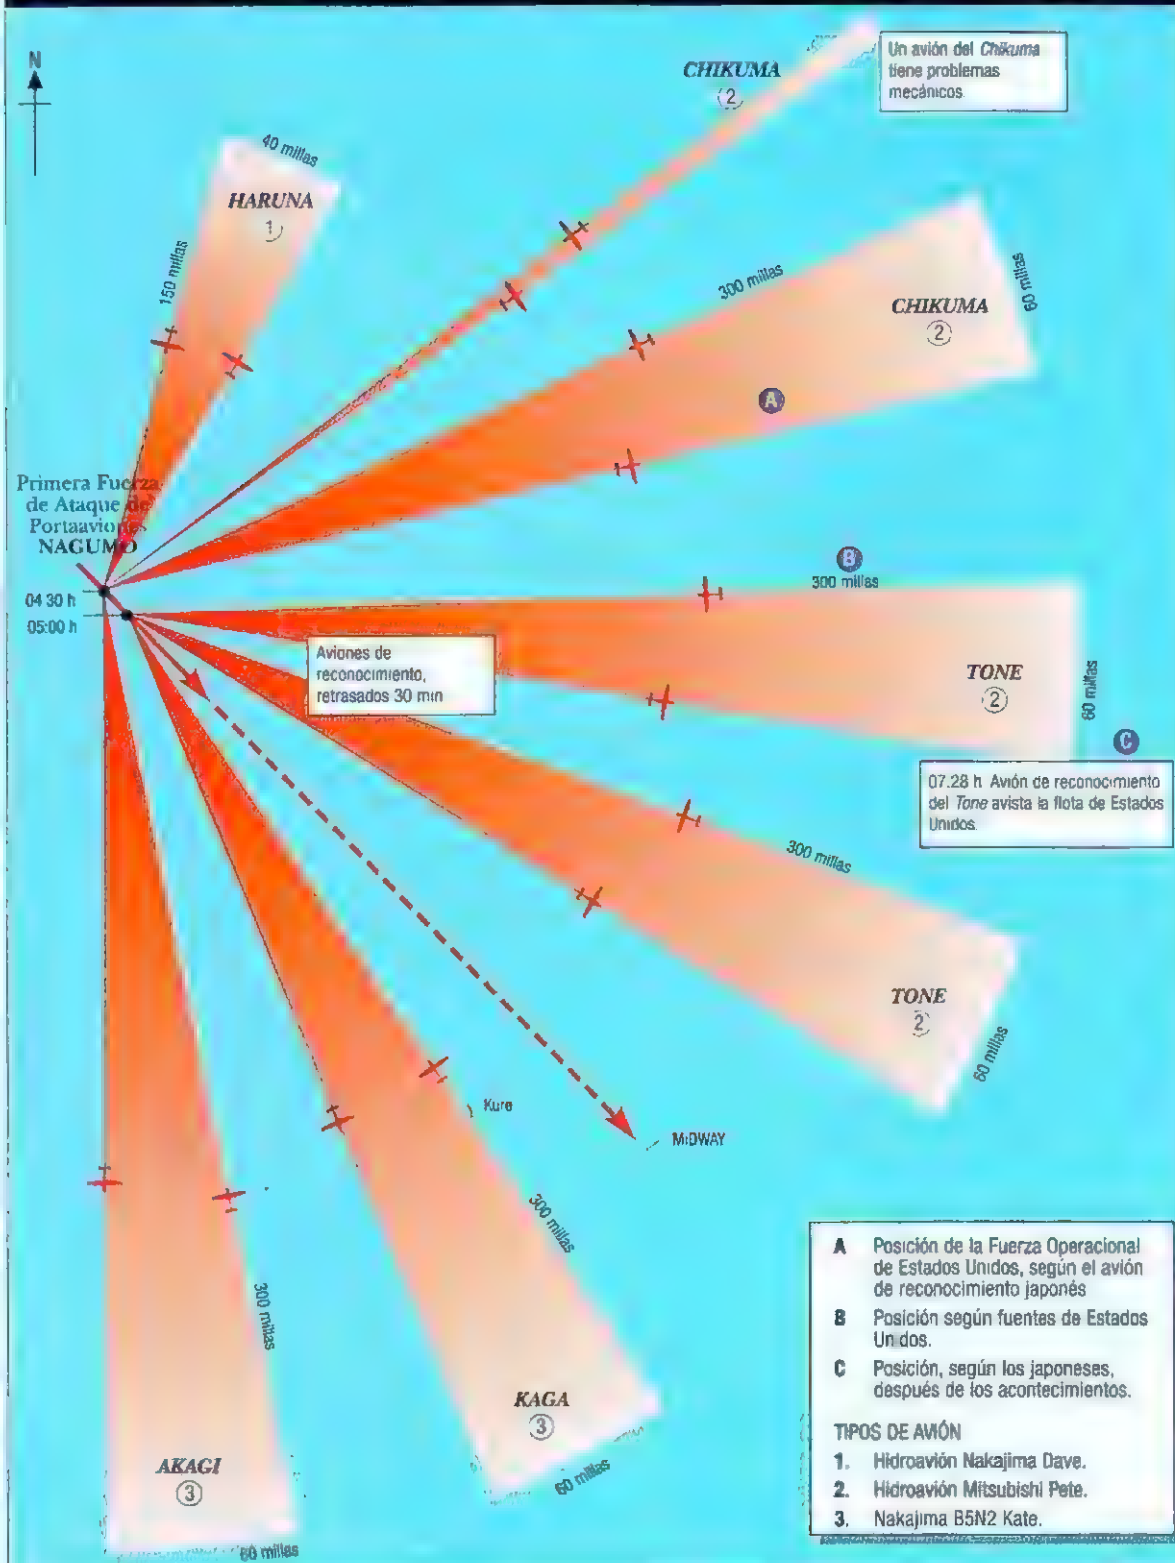 N
CHIKUMA
2
Un avión del Chikuma
tiene problemas
mecánicos
40 millas
HARUNA
1
150 millas
300 millas
60 millas
CHIKUMA
2
A
Primera Fuerza
de Ataque de
Portaaviones
NAGUMO
04 30 h
05:00 h
B
300 millas
Aviones de
reconocimiento,
retrasados 30 min
TONE
2
60 millas
C
07.28 h Avión de reconocimiento
del Tone avista la flota de Estados
Unidos.
300 millas
TONE
2
60 millas
Kure
MIDWAY
300 millas
300 millas
KAGA
3
60 millas
AKAGI
3
60 millas
A Posición de la Fuerza Operacional
de Estados Unidos, según el avión
de reconocimiento japonés
B Posición según fuentes de Estados
Unidos.
C Posición, según los japoneses,
después de los acontecimientos.
TIPOS DE AVIÓN
1. Hidroavión Nakajima Dave.
2. Hidroavión Mitsubishi Pete.
3. Nakajima B5N2 Kate.